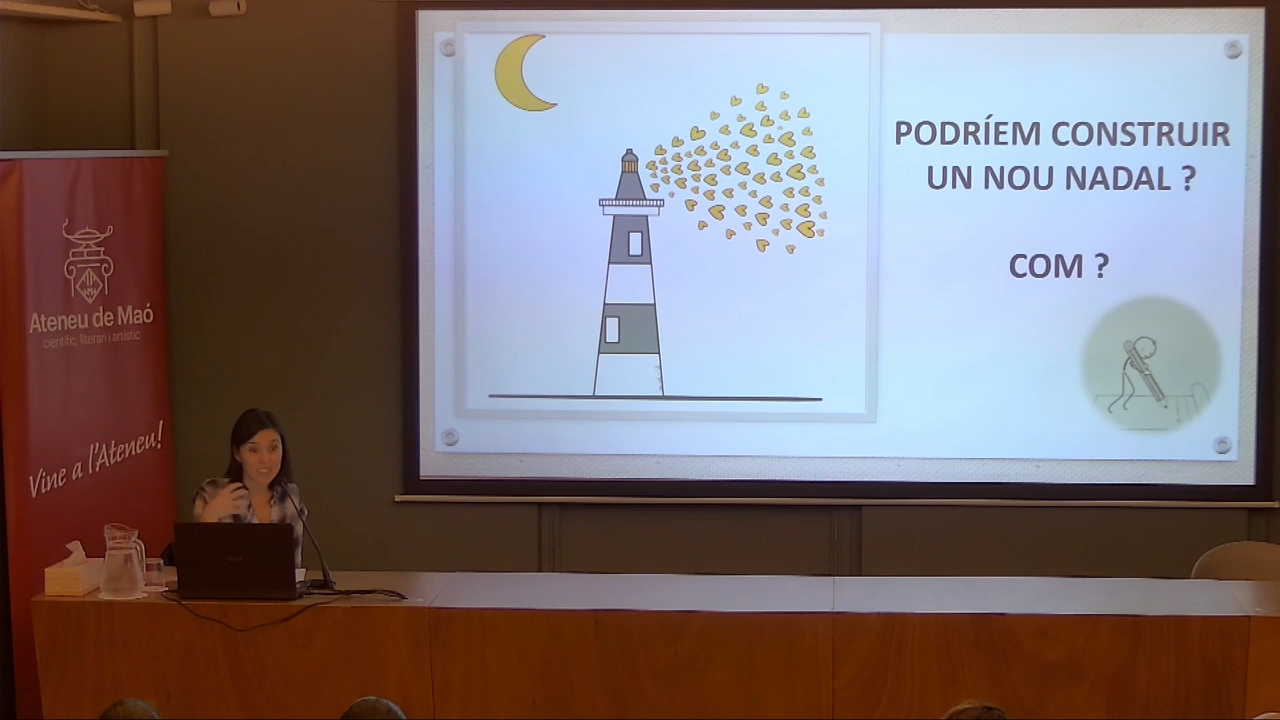 PODRÍEM CONSTRUIR
UN NOU NADAL ?
COM ?
Ateneu de Maó
científic, literari i artístic
Vine a l'Ateneu!